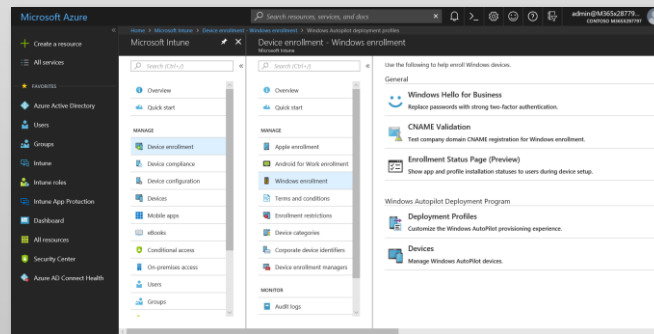 Microsoft Azure
Search resources, services, and docs
admin@M365x28779...
CONTOSO M365X287797
Create a resource
All services
FAVORITES
Azure Active Directory
Users
Groups
Intune
Intune roles
Intune App Protection
Dashboard
All resources
Security Center
Azure AD Connect Health
Home > Microsoft Intune > Device enrollment - Windows enrollment > Windows Autopilot deployment profiles
Microsoft Intune
Search (Ctrl+/)
Overview
Quick start
MANAGE
Device enrollment
Device compliance
Device configuration
Devices
Mobile apps
eBooks
Conditional access
On-premises access
Users
Groups
Device enrollment - Windows enrollment
Microsoft Intune
Search (Ctrl+/)
Overview
Quick start
MANAGE
Apple enrollment
Android for Work enrollment
Windows enrollment
Terms and conditions
Enrollment restrictions
Device categories
Corporate device identifiers
Device enrollment managers
MONITOR
Audit logs
Use the following to help enroll Windows devices.
General
Windows Hello for Business
Replace passwords with strong two-factor authentication.
CNAME Validation
Test company domain CNAME registration for Windows enrollment.
Enrollment Status Page (Preview)
Show app and profile installation statuses to users during device setup.
Windows Autopilot Deployment Program
Deployment Profiles
Customize the Windows AutoPilot provisioning experience.
Devices
Manage Windows AutoPilot devices.